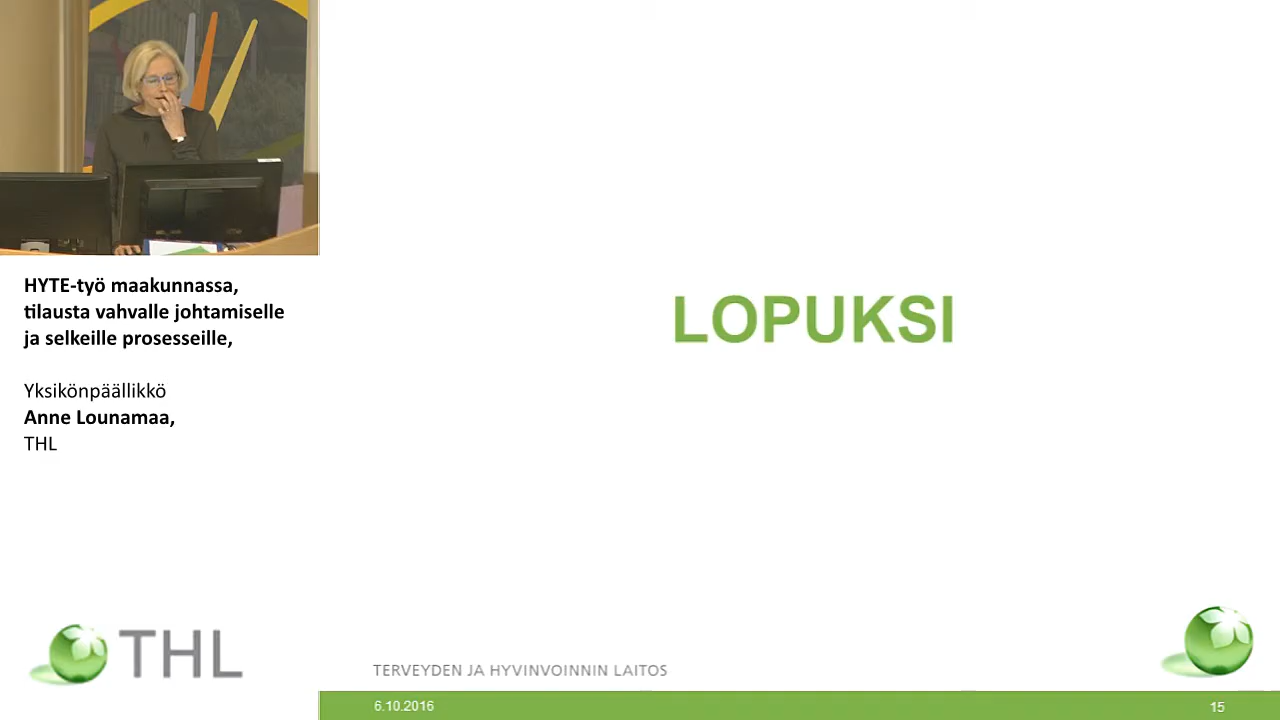 HYTE-työ maakunnassa,
tilausta vahvalle johtamiselle
ja selkeille prosesseille,
Yksikönpäällikkö
Anne Lounamaa,
THL
LOPUKSI
THL
TERVEYDEN JA HYVINVOINNIN LAITOS
6.10.2016
15